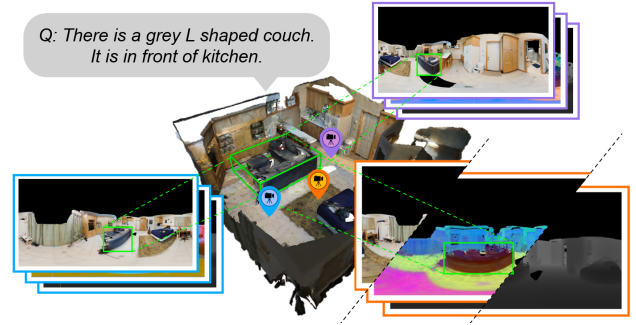 Q: There is a grey L shaped couch.
It is in front of kitchen.